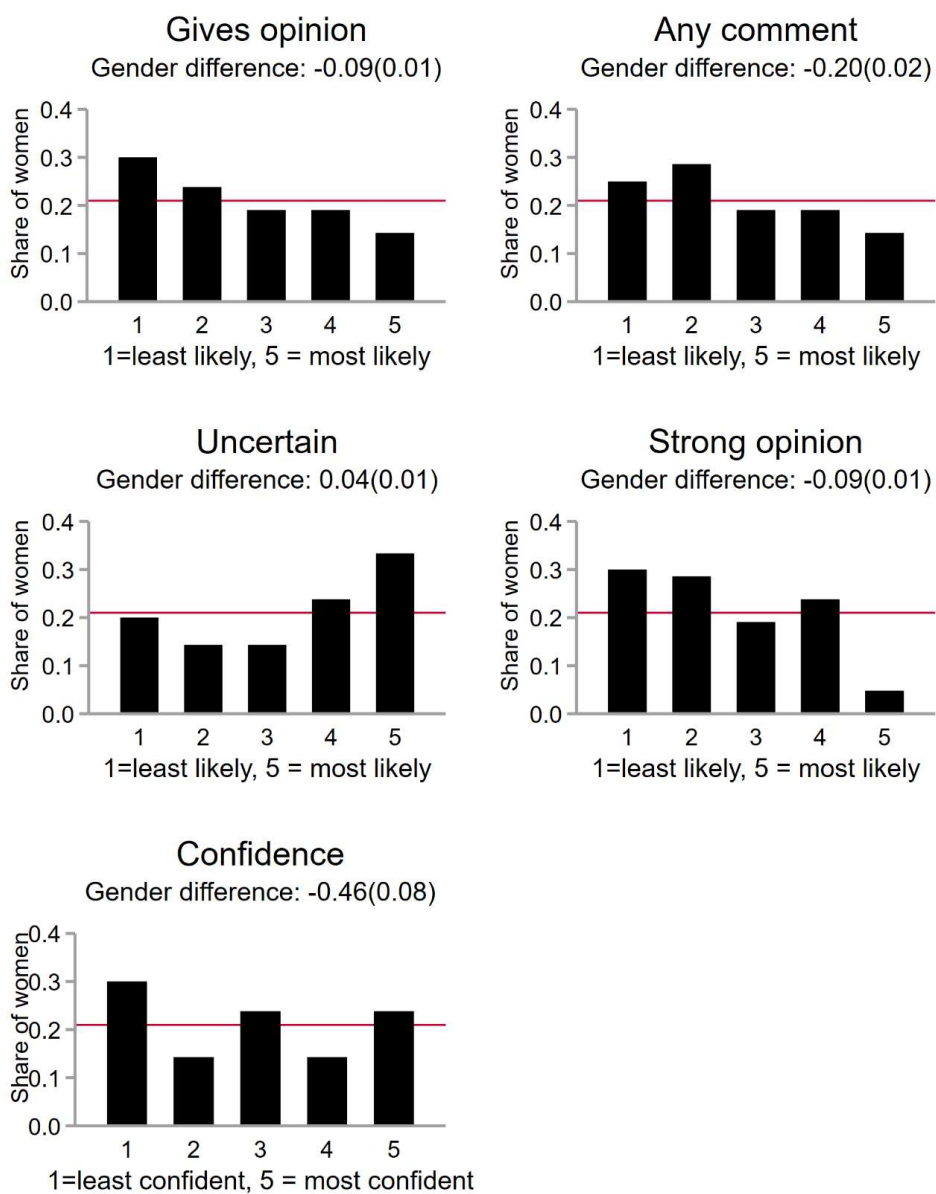 Gives opinion
Gender difference: -0.09(0.01)
Share of women
0.4
0.3
0.2
0.1
0.0
1 2 3 4 5
1=least likely, 5 = most likely
Any comment
Gender difference: -0.20(0.02)
Share of women
0.4
0.3
0.2
0.1
0.0
1 2 3 4 5
1=least likely, 5 = most likely
Uncertain
Gender difference: 0.04(0.01)
Share of women
0.4
0.3
0.2
0.1
0.0
1 2 3 4 5
1=least likely, 5 = most likely
Strong opinion
Gender difference: -0.09(0.01)
Share of women
0.4
0.3
0.2
0.1
0.0
1 2 3 4 5
1=least likely, 5 = most likely
Confidence
Gender difference: -0.46(0.08)
Share of women
0.4
0.3
0.2
0.1
0.0
1 2 3 4 5
1=least confident, 5 = most confident